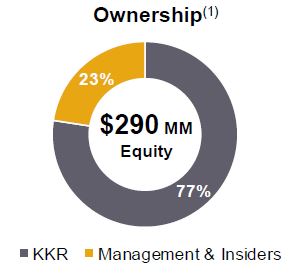 Ownership(1)
23%
$290 MM
Equity
77%
KKR Management & Insiders